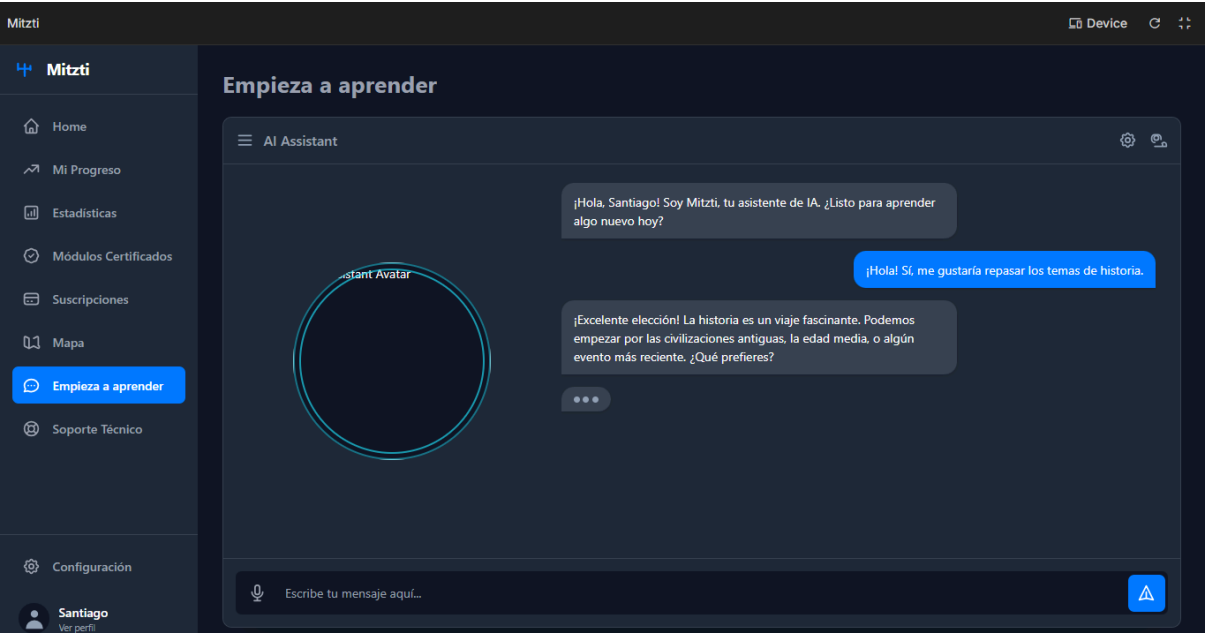 Mitzti
Device
Mitzti
Home
Mi Progreso
Estadísticas
Módulos Certificados
Suscripciones
Mapa
Empieza a aprender
Soporte Técnico
Configuración
Santiago
Ver perfil
Empieza a aprender
AI Assistant
¡Hola, Santiago! Soy Mitzti, tu asistente de IA. ¿Listo para aprender
algo nuevo hoy?
¡Hola! Sí, me gustaría repasar los temas de historia.
¡Excelente elección! La historia es un viaje fascinante. Podemos
empezar por las civilizaciones antiguas, la edad media, o algún
evento más reciente. ¿Qué prefieres?
Avatar
Escribe tu mensaje aquí...